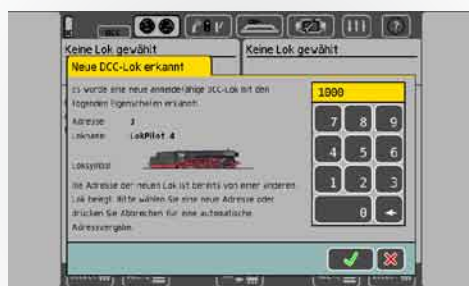 Keine Lok gewählt
Keine Lok gewählt
Neue DCC-Lok erkannt
Es wurde eine neue anmeldefähige DCC-Lok mit den
folgenden Eigenschaften erkannt:
Adresse 3
Lokname LokPilot 4
Loksymbol
Die Adresse der neuen Lok ist bereits von einer anderen
Lok belegt. Bitte wählen Sie eine neue Adresse oder
drücken Sie Abbrechen für eine automatische
Adressvergabe.
1000
7 8 9
4 5 6
1 2 3
0